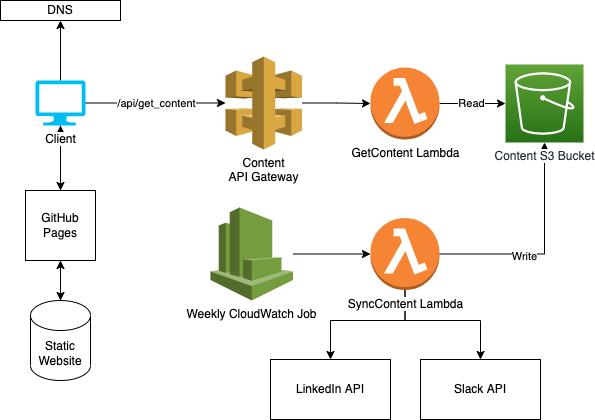 DNS
/api/get_content
Read
Client
Content
API Gateway
GetContent Lambda
Content S3 Bucket
GitHub
Pages
Write
Weekly CloudWatch Job
SyncContent Lambda
Static
Website
LinkedIn API
Slack API